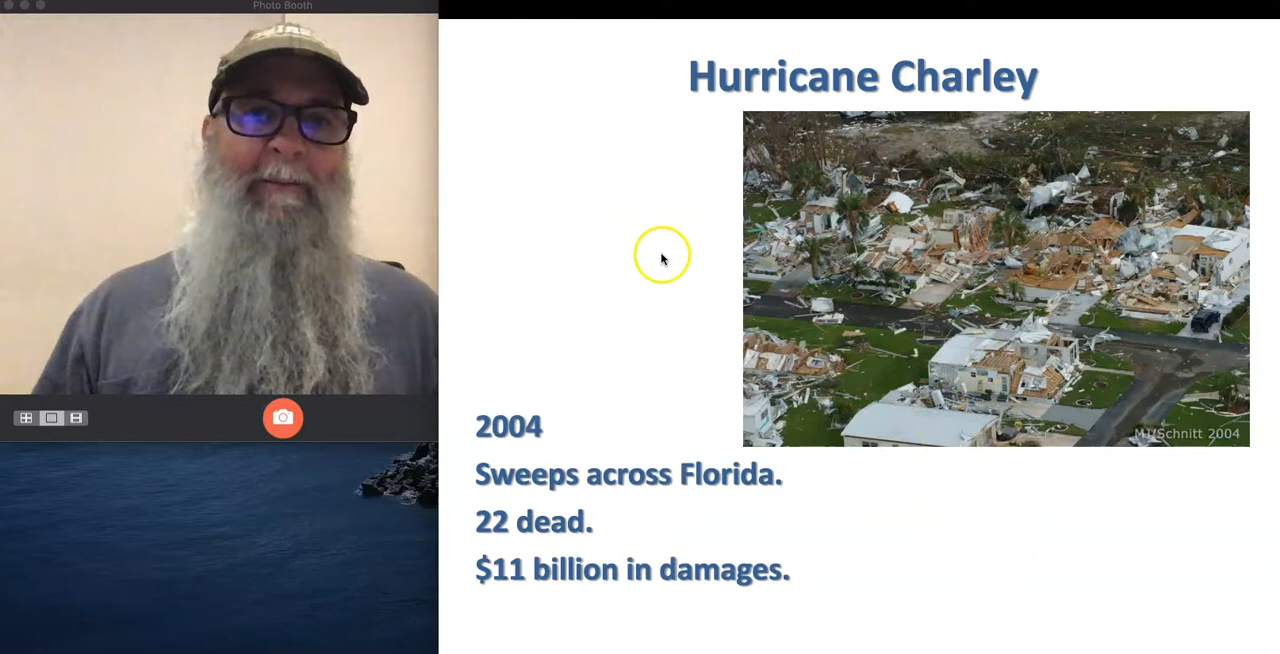 Photo Booth
Hurricane Charley
MJ Schnitt 2004
2004
Sweeps across Florida.
22 dead.
$11 billion in damages.